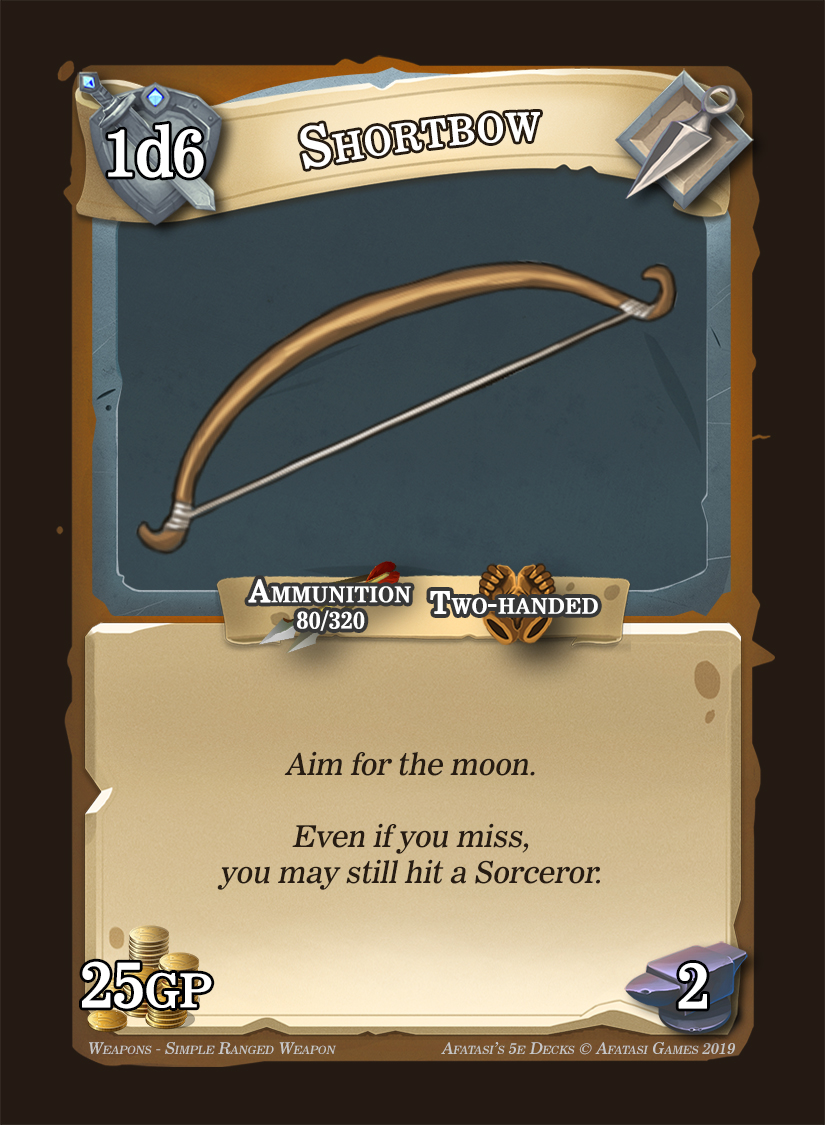 1d6
Shortbow
Ammunition
80/320
Two-handed
Aim for the moon.
Even if you miss,
you may still hit a Sorceror.
25GP
2
Weapons - Simple Ranged Weapon
Afatasi's 5e Decks © Afatasi Games 2019